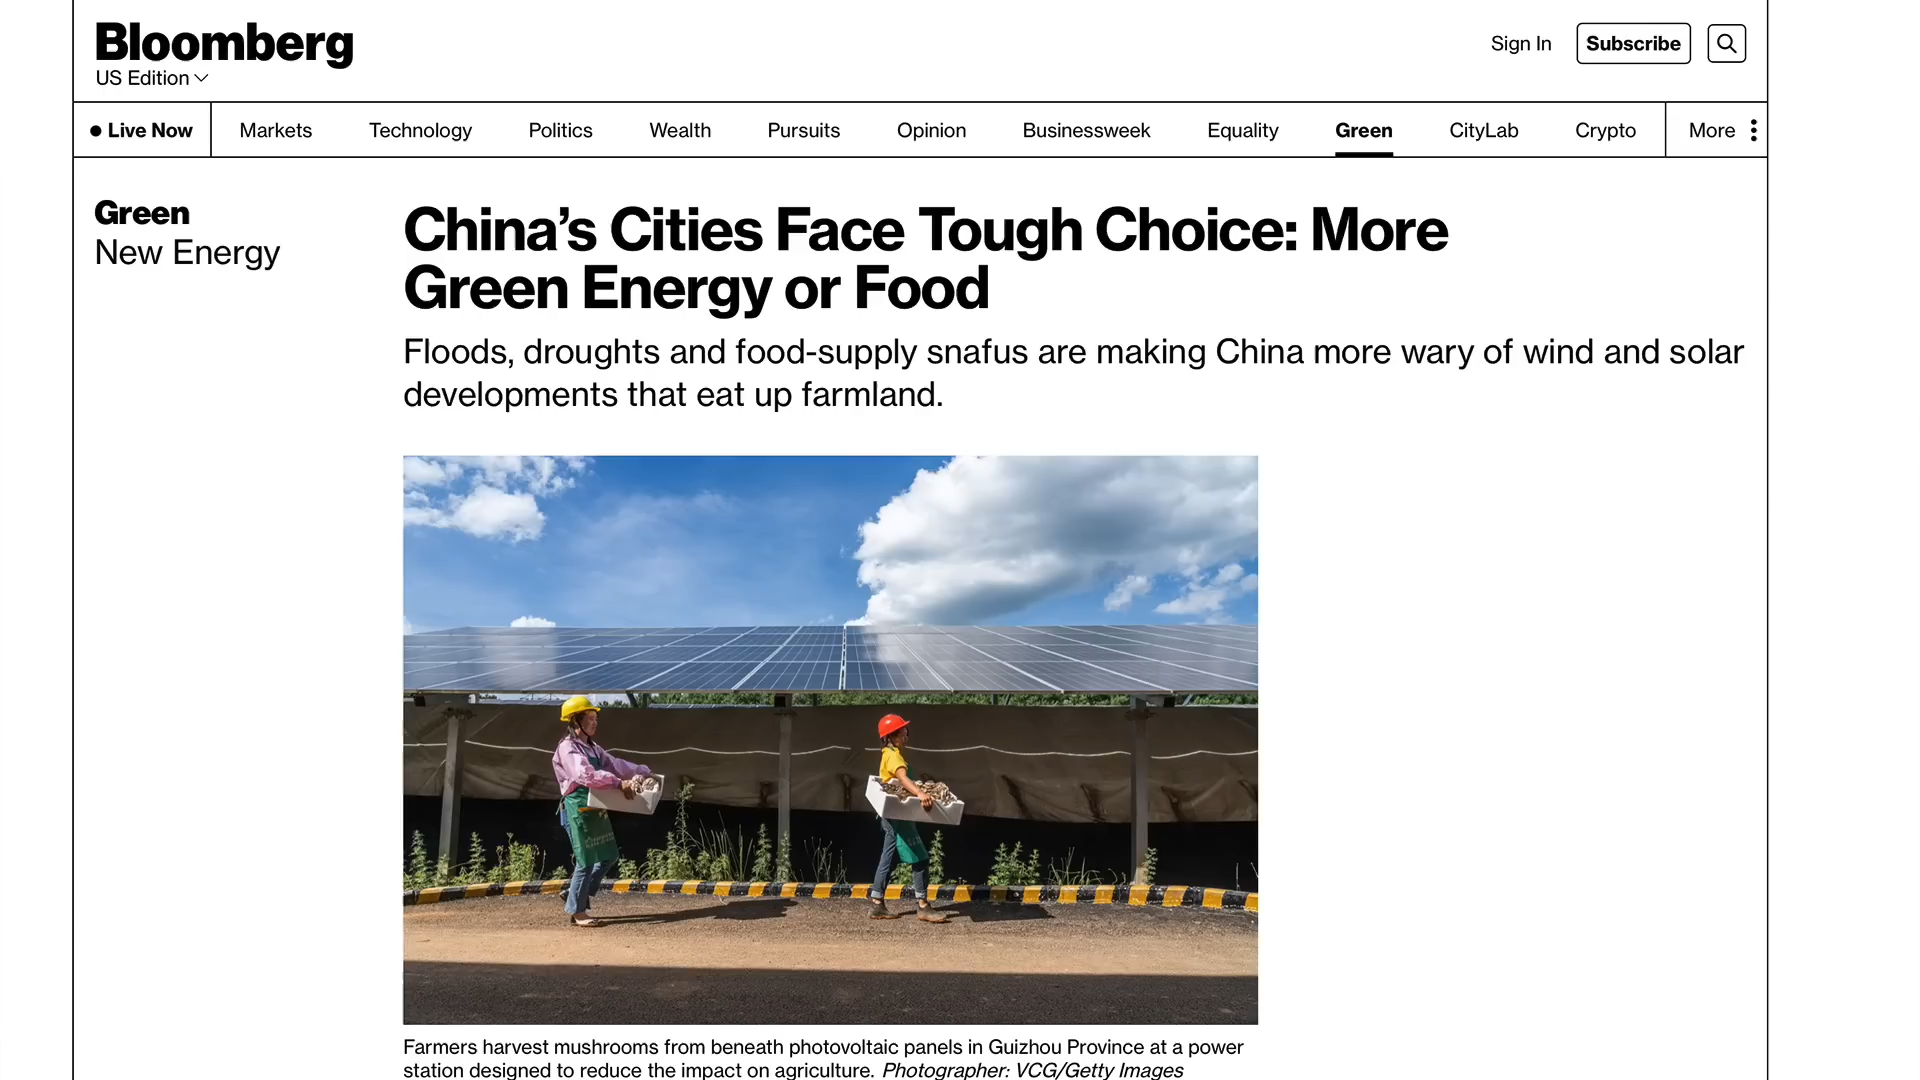 Bloomberg
US Edition
Sign In
Subscribe
Live Now
Markets
Technology
Politics
Wealth
Pursuits
Opinion
Businessweek
Equality
Green
CityLab
Crypto
More
Green
New Energy
China’s Cities Face Tough Choice: More
Green Energy or Food
Floods, droughts and food-supply snafus are making China more wary of wind and solar
developments that eat up farmland.
Farmers harvest mushrooms from beneath photovoltaic panels in Guizhou Province at a power
station designed to reduce the impact on agriculture. Photographer: VCG/Getty Images